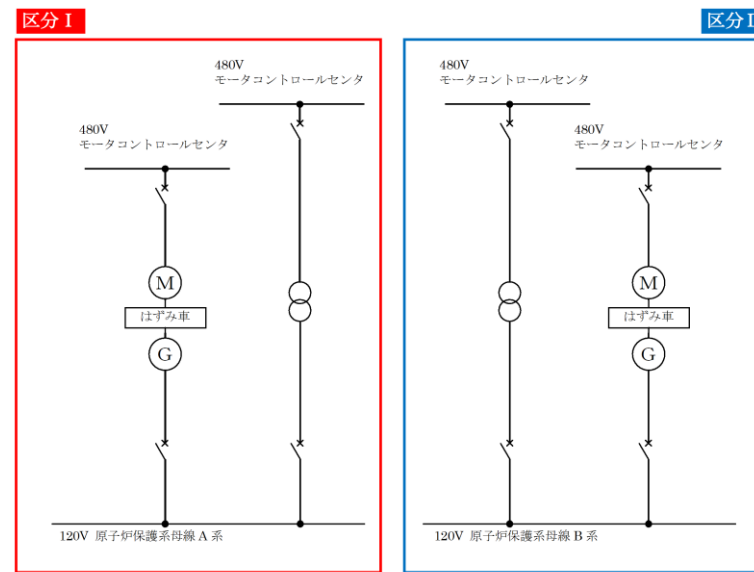 区分Ⅰ
480V
モータコントロールセンタ
480V
モータコントロールセンタ
M
はずみ車
G
120V 原子炉保護系母線 A 系
区分Ⅱ
480V
モータコントロールセンタ
480V
モータコントロールセンタ
M
はずみ車
G
120V 原子炉保護系母線 B 系